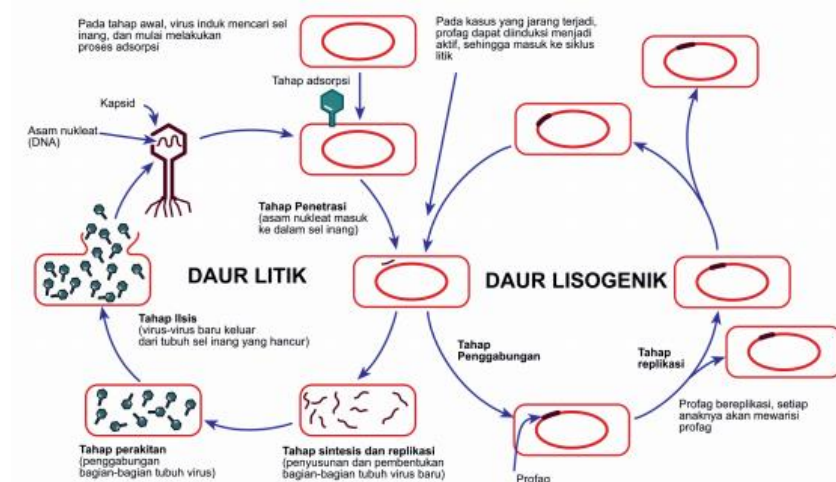 Pada tahap awal, virus induk mencari sel
inang, dan mulai melakukan
proses adsorpsi
Pada kasus yang jarang terjadi,
profag dapat diinduksi menjadi
aktif, sehingga masuk ke siklus
litik
Tahap adsorpsi
Kapsid
Asam nukleat
(DNA)
Tahap Penetrasi
(asam nukleat masuk
ke dalam sel inang)
DAUR LITIK
DAUR LISOGENIK
Tahap Ilsis
(virus-virus baru keluar
dari tubuh sel inang yang hancur)
Tahap
Penggabungan
Tahap
replikasi
Profag bereplikasi, setiap
anaknya akan mewarisi
profag
Tahap perakitan
(penggabungan
bagian-bagian tubuh virus)
Tahap sintesis dan replikasi
(penyusunan dan pembentukan
bagian-bagian tubuh virus baru)
Profag